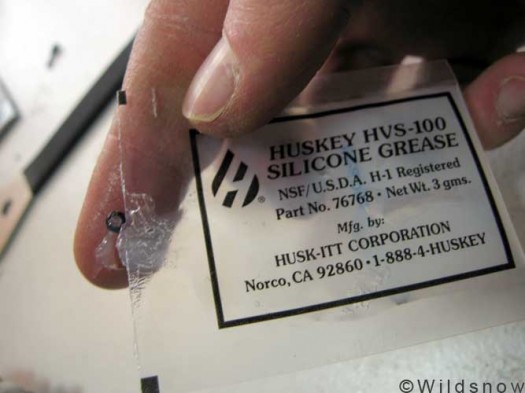 HUSKEY HVS-100
SILICONE GREASE
NSF/U.S.D.A. H-1 Registered
Part No. 76768 • Net Wt. 3 gms.
Mfg. by:
HUSK-ITT CORPORATION
Norco, CA 92860 • 1-888-4-HUSKEY
®
©Wildsnow